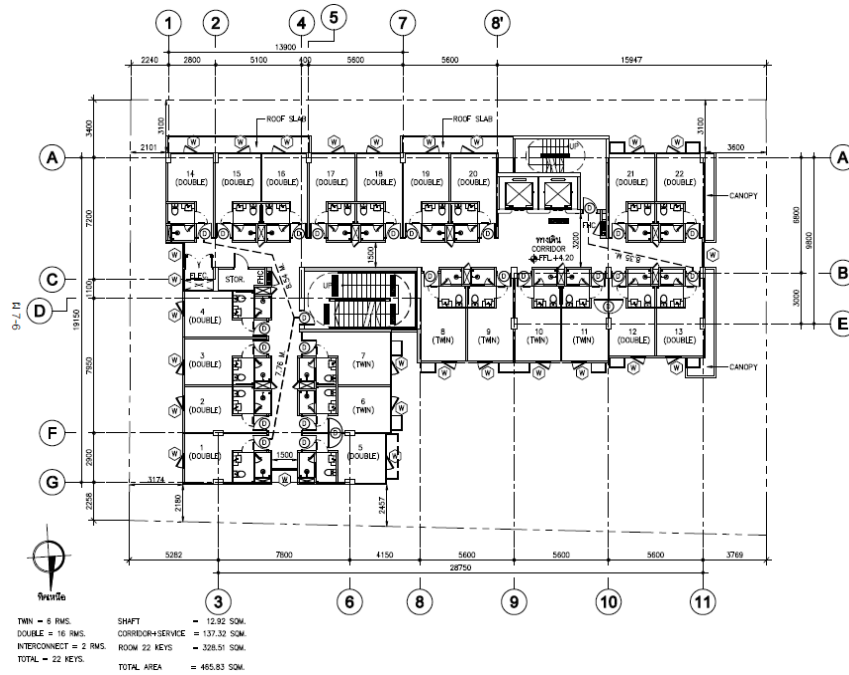 1 2 4 5 7 8'
13900
2240 2800 5100 400 5600 5600 15947
3400 3100 ROOF SLAB ROOF SLAB 3100
2101 W W W W W W W UP W W 3600
A A
14 (DOUBLE) 15 (DOUBLE) 16 (DOUBLE) 17 (DOUBLE) 18 (DOUBLE) 19 (DOUBLE) 20 (DOUBLE) 21 (DOUBLE) 22 (DOUBLE)
CANOPY
7200 6800 9800
D D D D D D D FHC
ทางเดิน
CORRIDOR
FFL+4.20
3200
1500
W
C B
ELEC. STOR. FHC
1100
D UP
3000
E
19150
4 (DOUBLE)
8 (TWIN) 9 (TWIN) 10 (TWIN) 11 (TWIN) 12 (DOUBLE) 13 (DOUBLE)
3 (DOUBLE) 7 (TWIN)
7.76 M.
CANOPY
7950
2 (DOUBLE) 6 (TWIN)
F
1 (DOUBLE) 5 (DOUBLE)
2900 1500
G
3174 W
2258 2180 2457
5282 7800 4150 5600 5600 5600 3769
28750
3 6 8 9 10 11
ทิศเหนือ
TWIN = 6 RMS. SHAFT = 12.92 SQM.
DOUBLE = 16 RMS. CORRIDOR+SERVICE = 137.32 SQM.
INTERCONNECT = 2 RMS. ROOM 22 KEYS = 328.51 SQM.
TOTAL = 22 KEYS.
TOTAL AREA = 465.83 SQM.